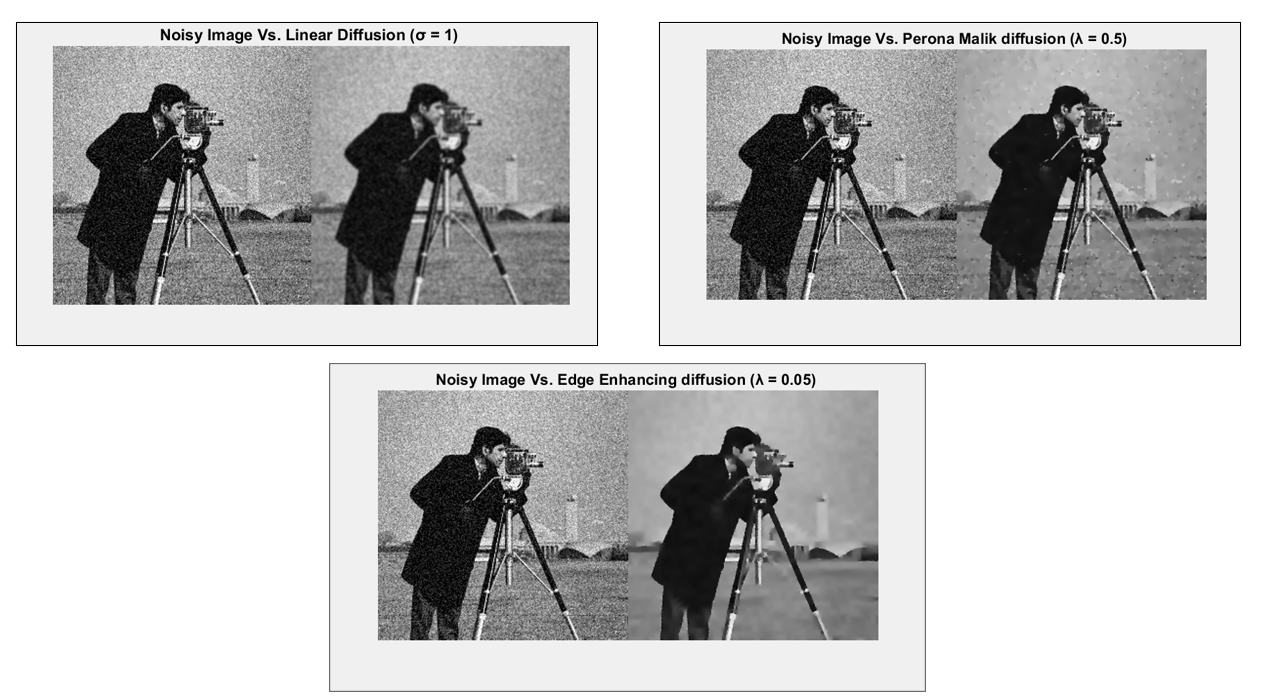 Noisy Image Vs. Linear Diffusion (σ = 1)
Noisy Image Vs. Perona Malik diffusion (λ = 0.5)
Noisy Image Vs. Edge Enhancing diffusion (λ = 0.05)